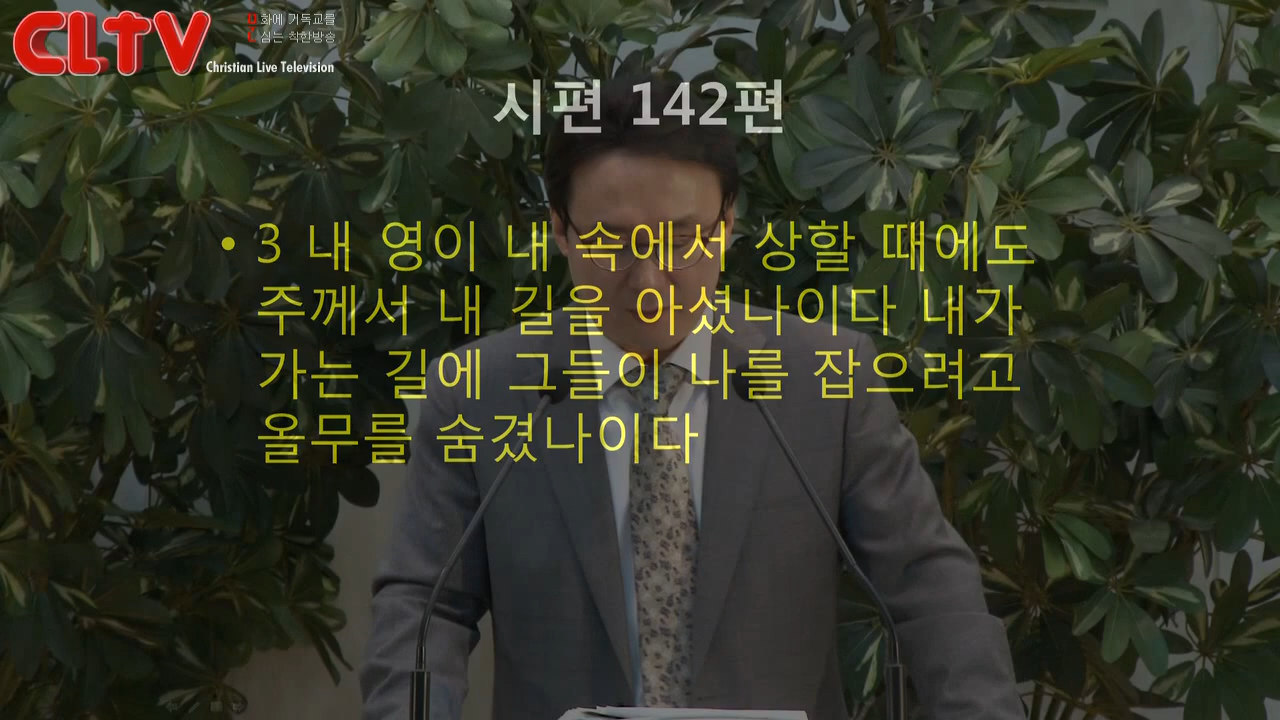 CLTV
화에 기독교를
심는 착한방송
Christian Live Television
시편 142편
• 3 내 영이 내 속에서 상할 때에도
주께서 내 길을 아셨나이다 내가
가는 길에 그들이 나를 잡으려고
올무를 숨겼나이다